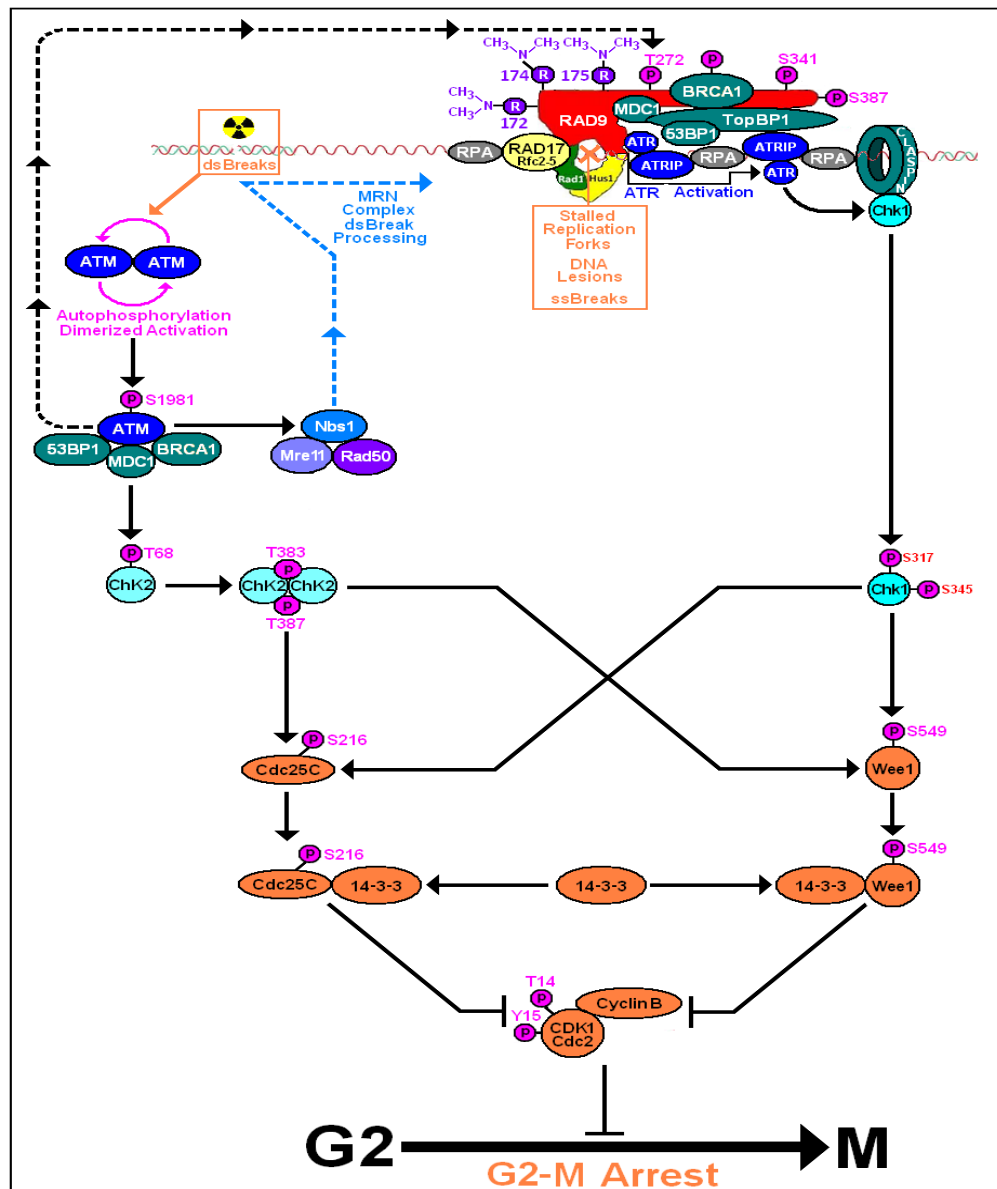 CH₃
CH₃
N
R
174
CH₃
CH₃
N
R
175
CH₃
CH₃
N
R
172
T272
P
P
S341
P
P
S387
BRCA1
MDC1
TopBP1
RAD9
53BP1
dsBreaks
RPA
RAD17
Rfc2-5
Rad1
Hus1
ATR
ATRIP
RPA
ATRIP
ATR
RPA
CLASPIN
Chk1
ATR Activation
MRN
Complex
dsBreak
Processing
Stalled
Replication
Forks
DNA
Lesions
ssBreaks
ATM
ATM
Autophosphorylation
Dimerized Activation
P
S1981
ATM
53BP1
MDC1
BRCA1
Nbs1
Mre11
Rad50
P
T68
ChK2
T383
P
ChK2
ChK2
P
T387
P
S317
Chk1
P
S345
P
S216
Cdc25C
P
S549
Wee1
P
S216
Cdc25C
14-3-3
14-3-3
14-3-3
P
S549
Wee1
T14
P
Y15
P
CDK1
Cdc2
Cyclin B
G2
M
G2-M Arrest